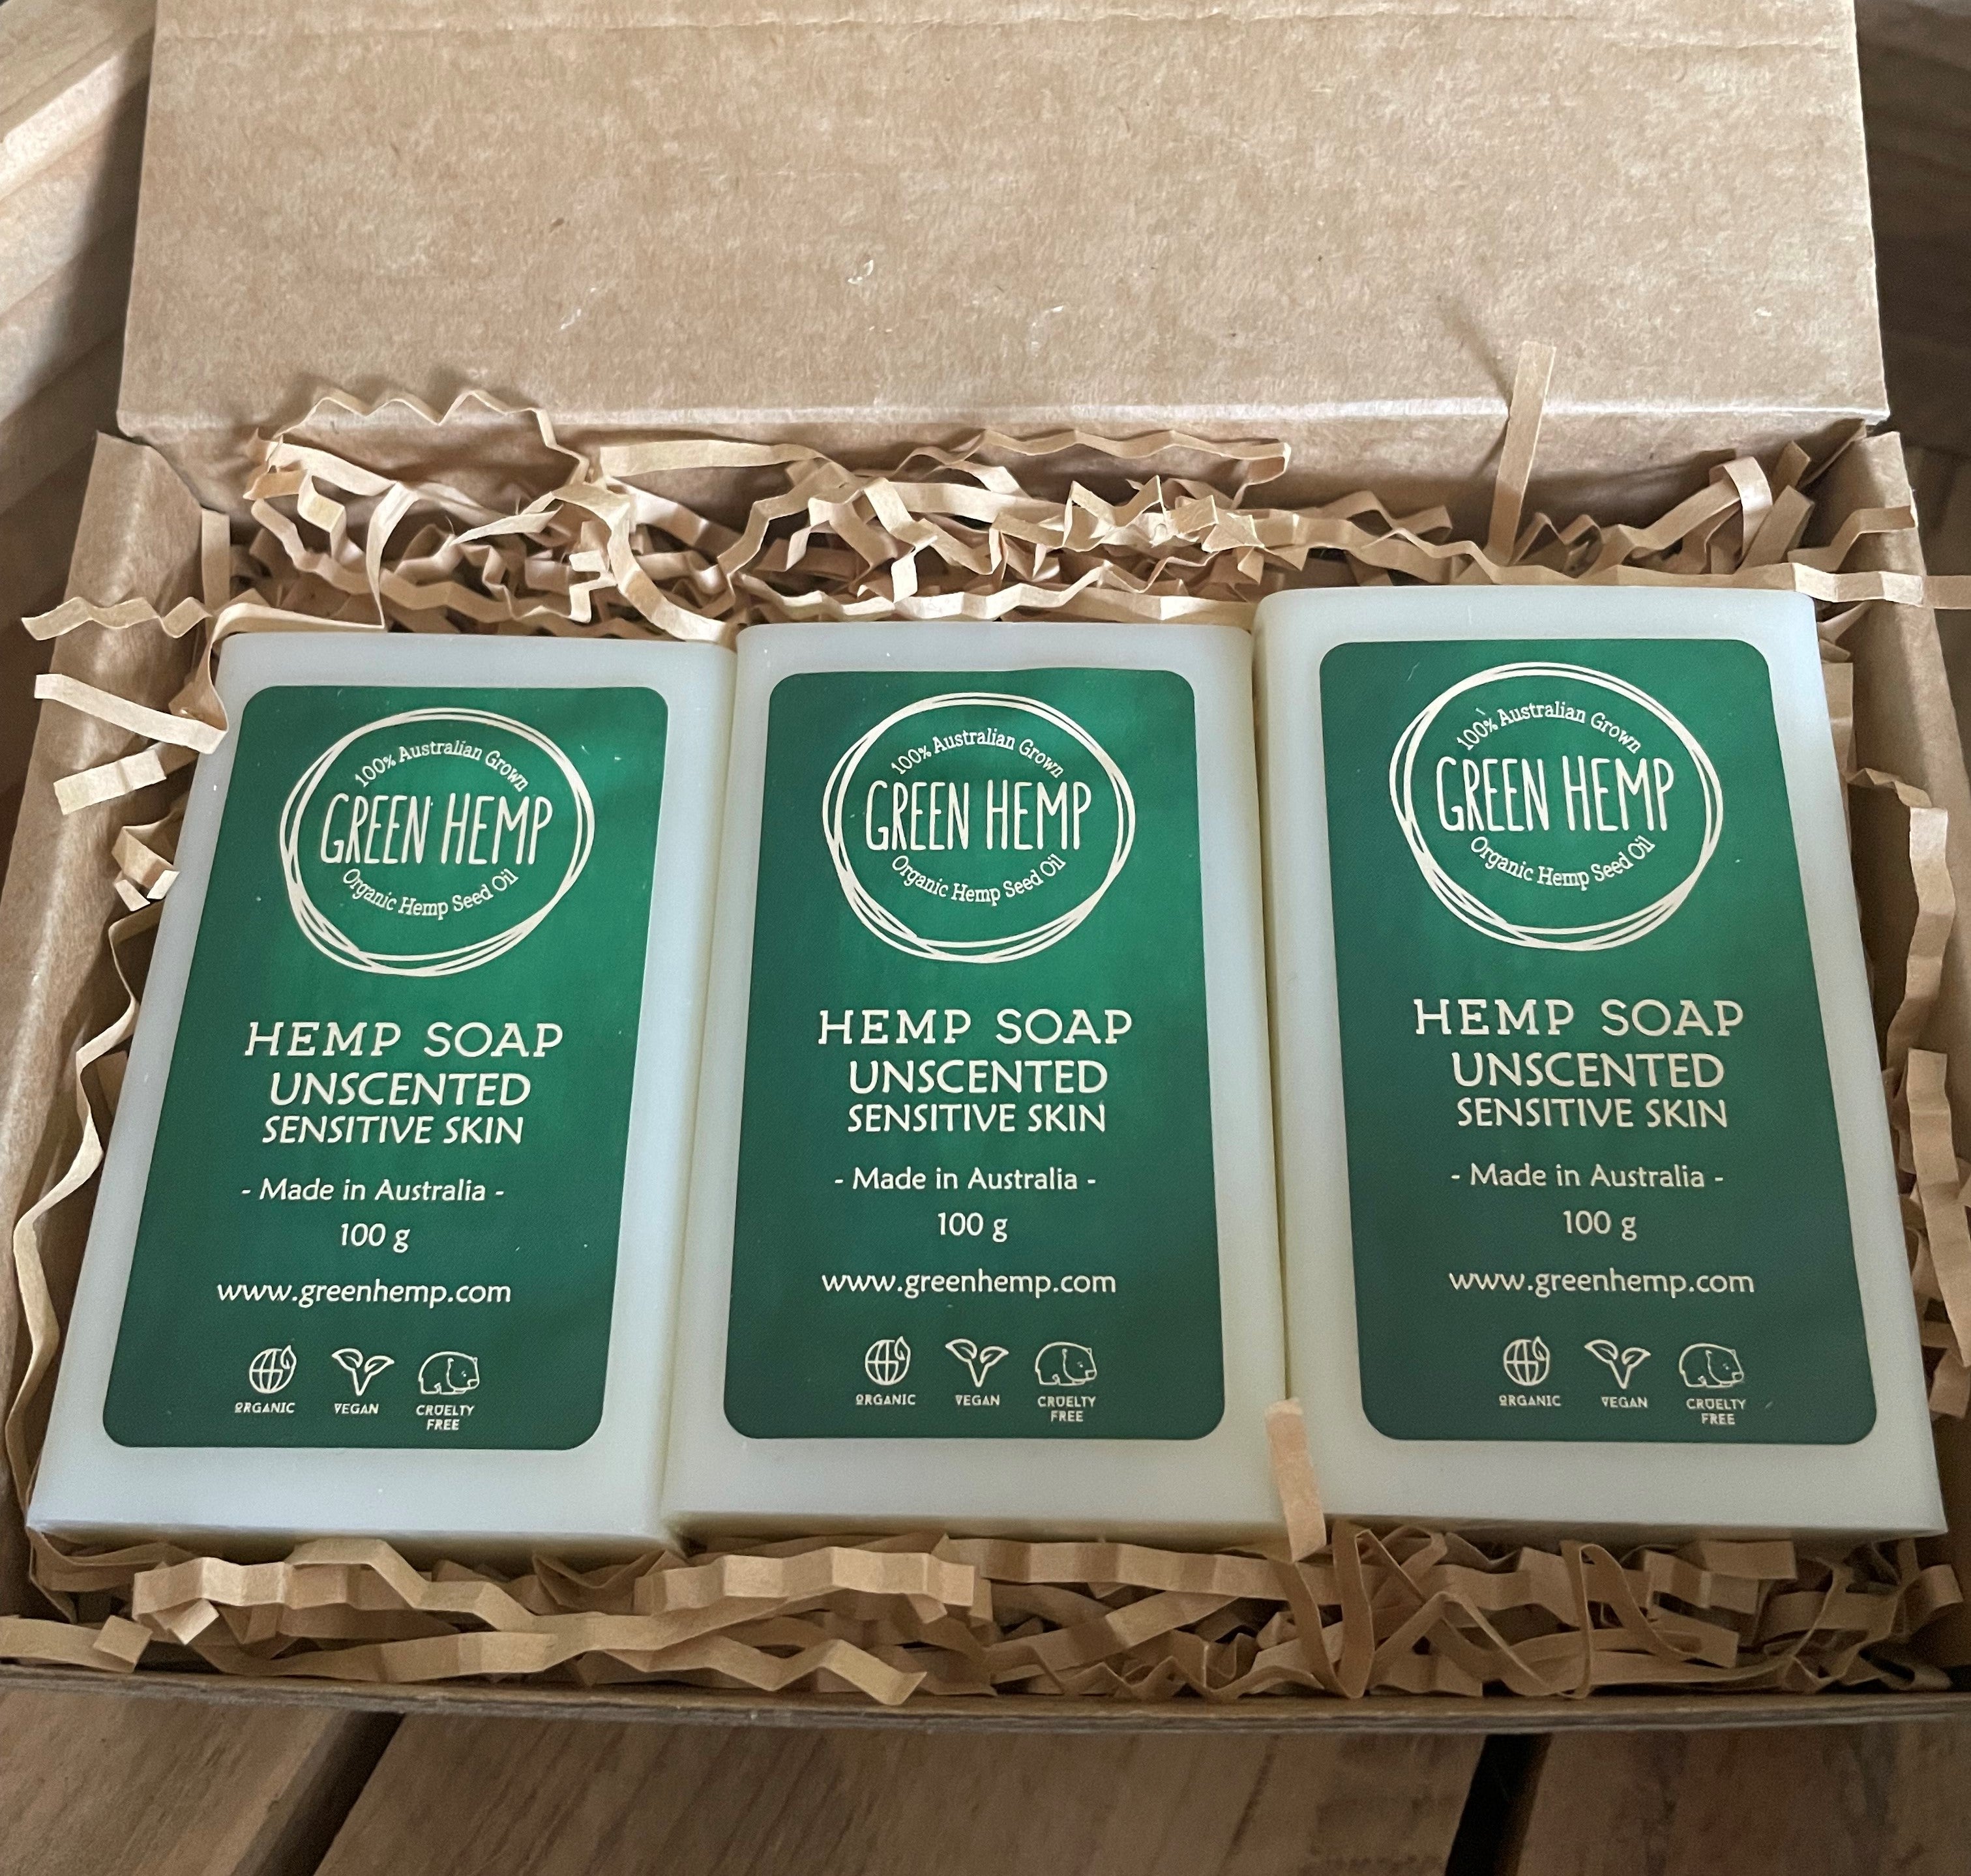 100% Australian Grown
GREEN HEMP
Organic Hemp Seed Oil
HEMP SOAP
UNSCENTED
SENSITIVE SKIN
- Made in Australia -
100 g
www.greenhemp.com
ORGANIC VEGAN CRUELTY
FREE
100% Australian Grown
GREEN HEMP
Organic Hemp Seed Oil
HEMP SOAP
UNSCENTED
SENSITIVE SKIN
- Made in Australia -
100 g
www.greenhemp.com
ORGANIC VEGAN CRUELTY
FREE
100% Australian Grown
GREEN HEMP
Organic Hemp Seed Oil
HEMP SOAP
UNSCENTED
SENSITIVE SKIN
- Made in Australia -
100 g
www.greenhemp.com
ORGANIC VEGAN CRUELTY
FREE